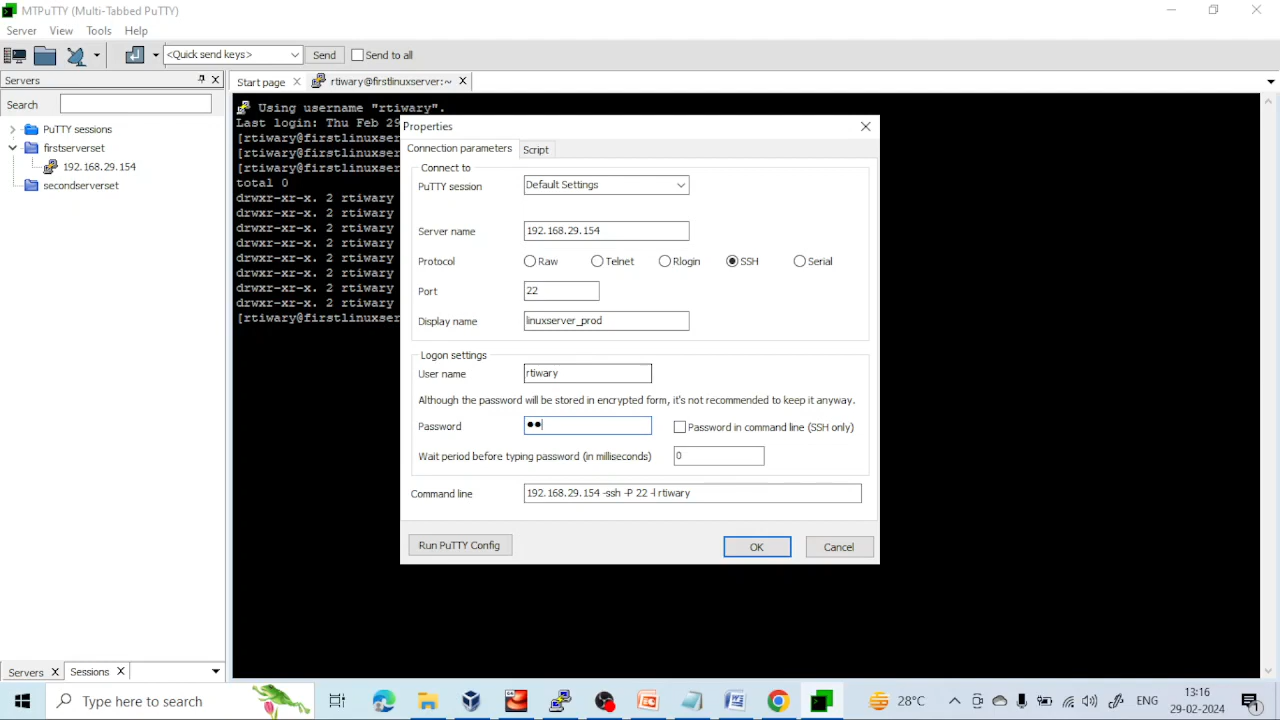 MTPuTTY (Multi-Tabbed PuTTY)
Server View Tools Help
<Quick send keys> Send Send to all
Servers
Start page rtiwary@firstlinuxserver:~
Search
PuTTY sessions
firstserverset
192.168.29.154
secondserverset
Using username "rtiwary".
Last login: Thu Feb 29
[rtiwary@firstlinuxser
[rtiwary@firstlinuxser
[rtiwary@firstlinuxser
total 0
drwxr-xr-x. 2 rtiwary
drwxr-xr-x. 2 rtiwary
drwxr-xr-x. 2 rtiwary
drwxr-xr-x. 2 rtiwary
drwxr-xr-x. 2 rtiwary
drwxr-xr-x. 2 rtiwary
drwxr-xr-x. 2 rtiwary
drwxr-xr-x. 2 rtiwary
[rtiwary@firstlinuxser
Properties
Connection parameters Script
Connect to
PuTTY session Default Settings
Server name 192.168.29.154
Protocol Raw Telnet Rlogin SSH Serial
Port 22
Display name linuxserver_prod
Logon settings
User name rtiwary
Although the password will be stored in encrypted form, it's not recommended to keep it anyway.
Password ●● Password in command line (SSH only)
Wait period before typing password (in milliseconds) 0
Command line 192.168.29.154 -ssh -P 22 -l rtiwary
Run PuTTY Config OK Cancel
Servers Sessions
Type here to search
28°C
ENG
13:16
29-02-2024
1